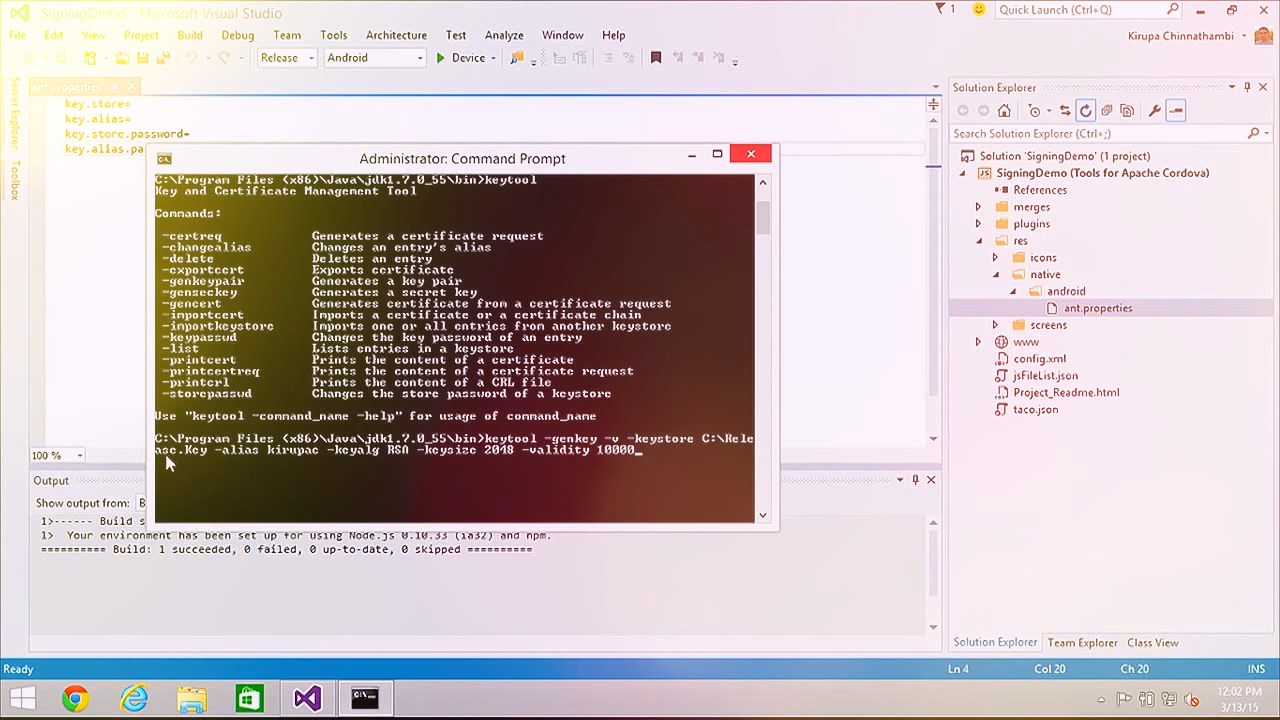 SigningDemo - Microsoft Visual Studio
1
Quick Launch (Ctrl+Q)
File Edit View Project Build Debug Team Tools Architecture Test Analyze Window Help
Kirupa Chinnathambi
Release Android Device
Server Explorer
Toolbox
ant.properties
key.store=
key.alias=
key.store.password=
key.alias.pa
Administrator: Command Prompt
C:\Program Files (x86)\Java\jdk1.7.0_55\bin>keytool
Key and Certificate Management Tool
Commands:
-certreq Generates a certificate request
-changealias Changes an entry's alias
-delete Deletes an entry
-exportcert Exports certificate
-genkeypair Generates a key pair
-genseckey Generates a secret key
-gencert Generates certificate from a certificate request
-importcert Imports a certificate or a certificate chain
-importkeystore Imports one or all entries from another keystore
-keypasswd Changes the key password of an entry
-list Lists entries in a keystore
-printcert Prints the content of a certificate
-printcertreq Prints the content of a certificate request
-printcrl Prints the content of a CRL file
-storepasswd Changes the store password of a keystore
Use "keytool -command_name -help" for usage of command_name
C:\Program Files (x86)\Java\jdk1.7.0_55\bin>keytool -genkey -v -keystore C:\Rele
ase.Key -alias kirupac -keyalg RSA -keysize 2048 -validity 10000_
100 %
Output
Show output from: B
1>------ Build s
1> Your environment has been set up for using Node.js 0.10.33 (ia32) and npm.
========== Build: 1 succeeded, 0 failed, 0 up-to-date, 0 skipped ==========
Solution Explorer
Search Solution Explorer (Ctrl+;)
Solution 'SigningDemo' (1 project)
JS SigningDemo (Tools for Apache Cordova)
References
merges
plugins
res
icons
native
android
ant.properties
screens
www
config.xml
jsFileList.json
Project_Readme.html
taco.json
Solution Explorer Team Explorer Class View
Ready Ln 4 Col 20 Ch 20 INS
C:\.
12:02 PM
3/13/15